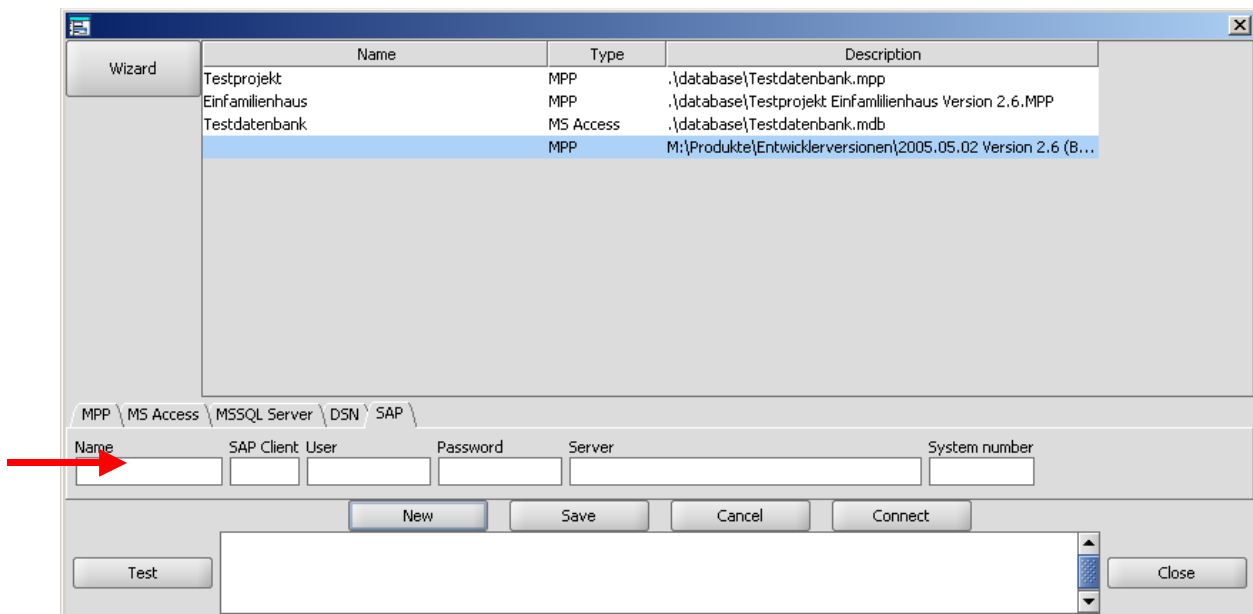 Wizard
Name Type Description
Testprojekt MPP .\database\Testdatenbank.mpp
Einfamilienhaus MPP .\database\Testprojekt Einfamlilienhaus Version 2.6.MPP
Testdatenbank MS Access .\database\Testdatenbank.mdb
MPP M:\Produkte\Entwicklerversionen\2005.05.02 Version 2.6 (B...
MPP MS Access MSSQL Server DSN SAP
Name SAP Client User Password Server System number
New Save Cancel Connect
Test Close